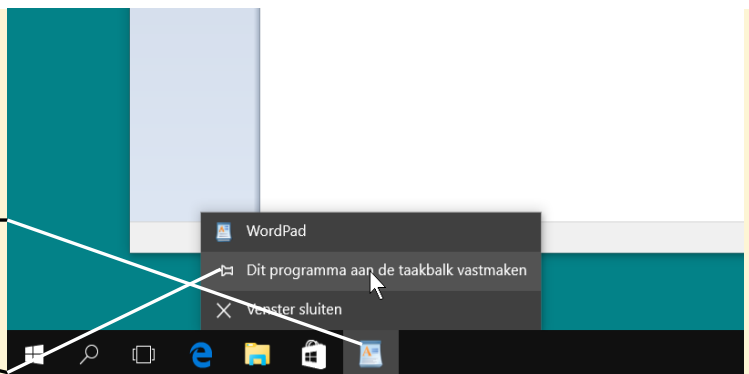 WordPad
Dit programma aan de taakbalk vastmaken
Venster sluiten